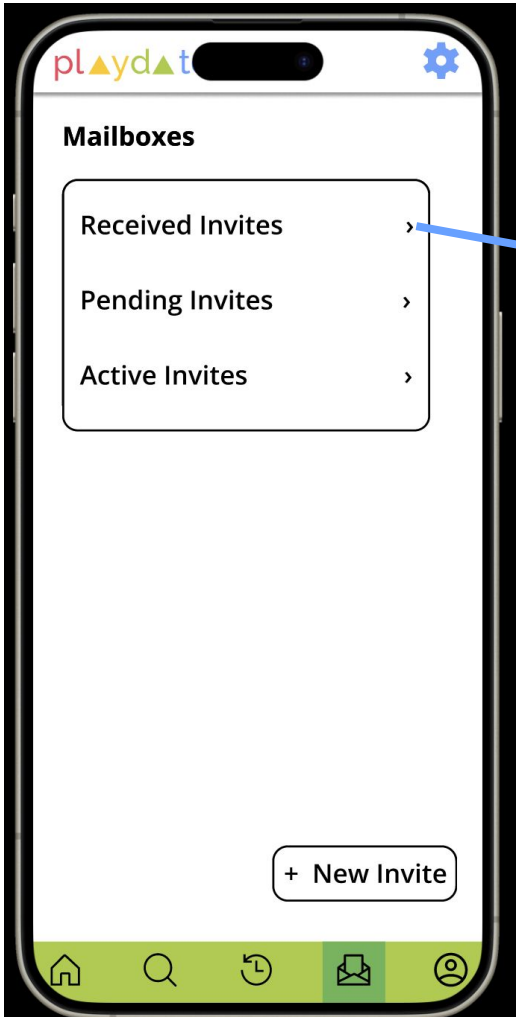 playdat
Mailboxes
Received Invites ›
Pending Invites ›
Active Invites ›
+ New Invite